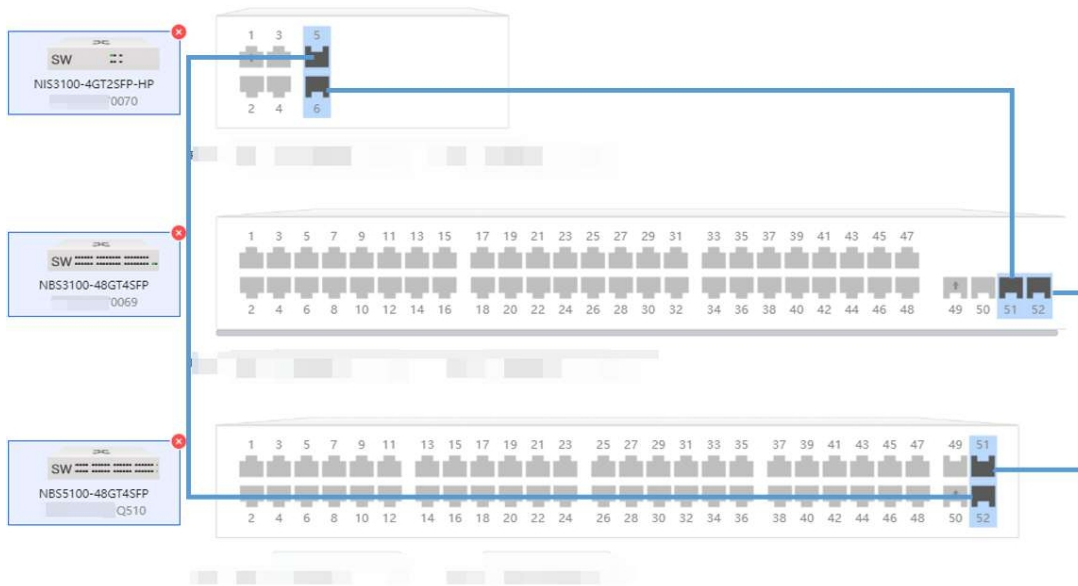 1 3 5
SW
NIS3100-4GT2SFP-HP
0070
2 4 6
1 3 5 7 9 11 13 15 17 19 21 23 25 27 29 31 33 35 37 39 41 43 45 47
SW
NBS3100-48GT4SFP
0069
2 4 6 8 10 12 14 16 18 20 22 24 26 28 30 32 34 36 38 40 42 44 46 48 49 50 51 52
1 3 5 7 9 11 13 15 17 19 21 23 25 27 29 31 33 35 37 39 41 43 45 47 49 51
SW
NBS5100-48GT4SFP
Q510
2 4 6 8 10 12 14 16 18 20 22 24 26 28 30 32 34 36 38 40 42 44 46 48 50 52